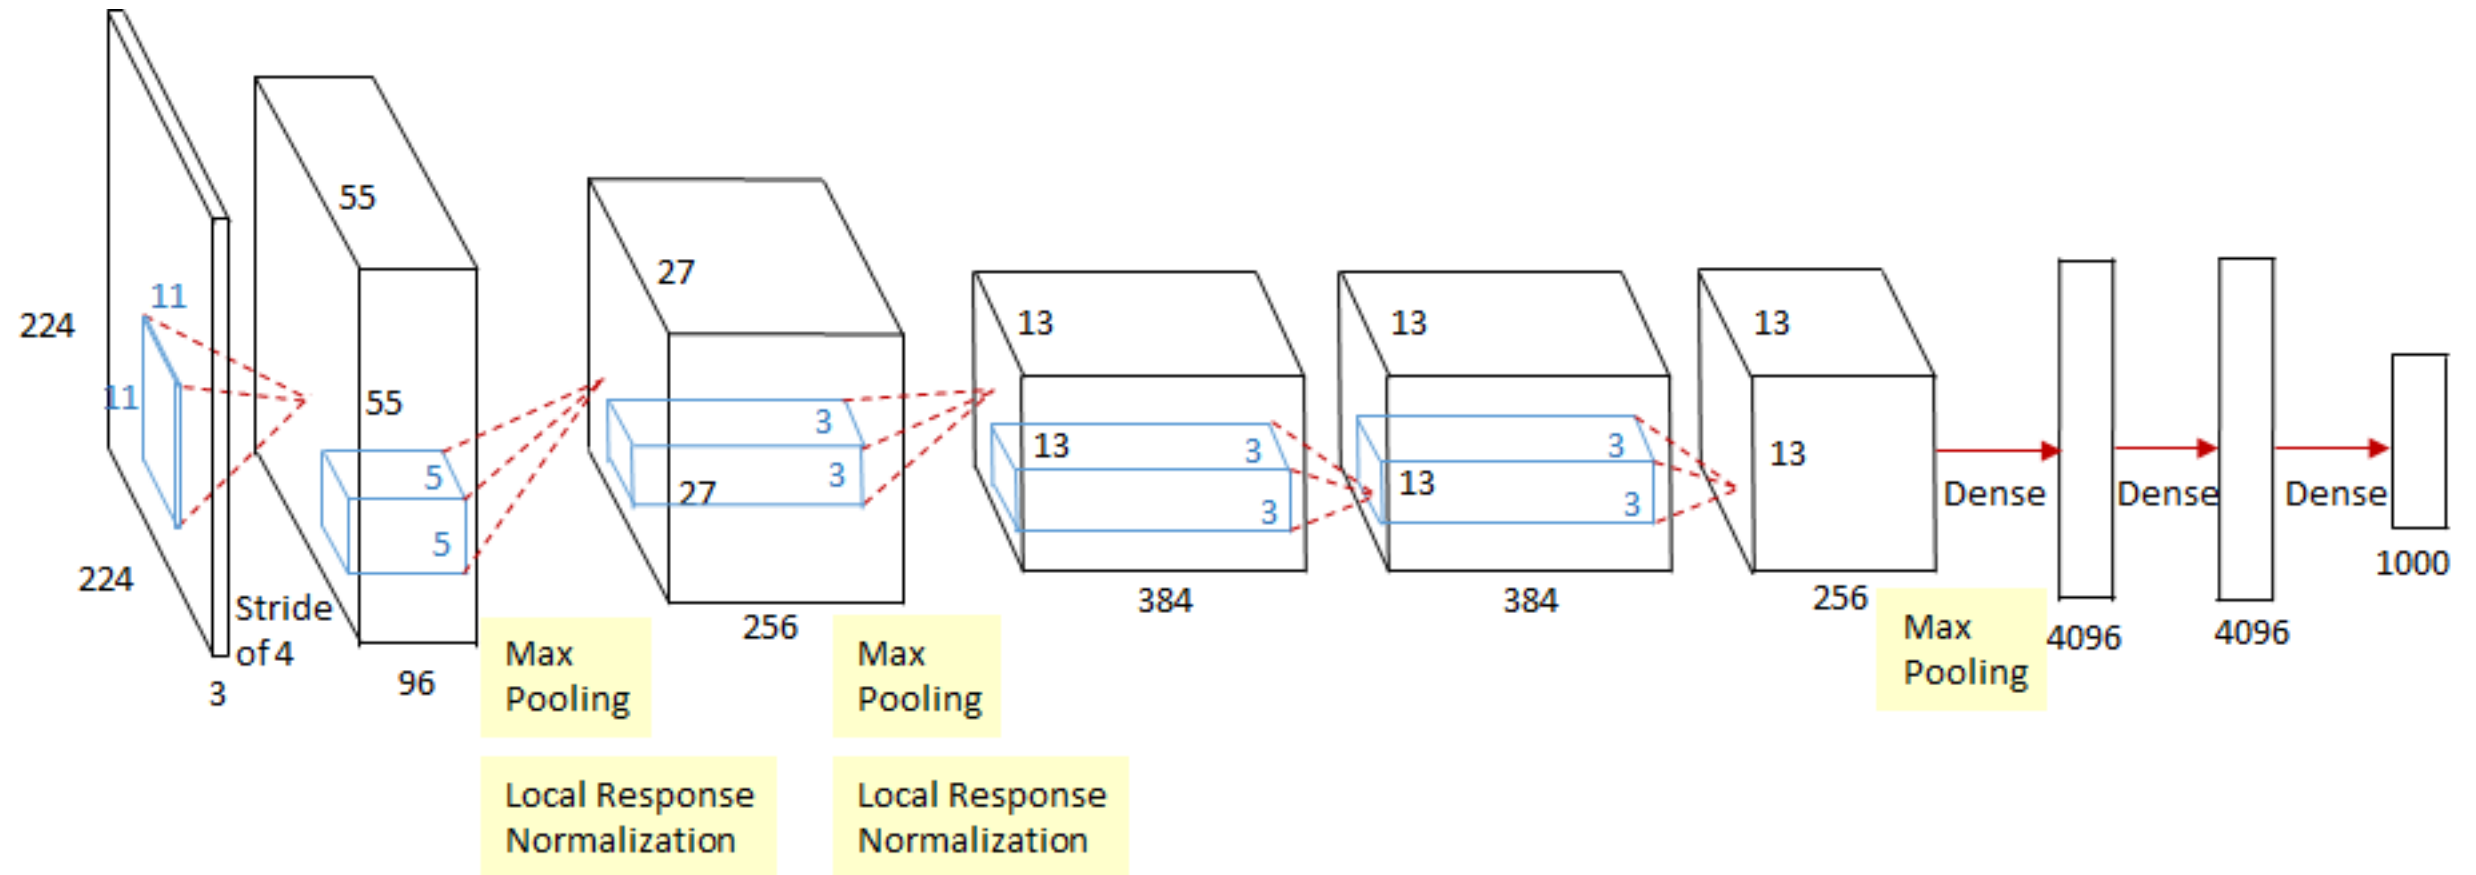 224
224
3
11
11
Stride
of 4
55
55
96
5
5
Max
Pooling
Local Response
Normalization
27
27
256
3
3
Max
Pooling
Local Response
Normalization
13
13
384
3
3
13
13
384
3
3
13
13
256
Max
Pooling
Dense
4096
Dense
4096
Dense
1000